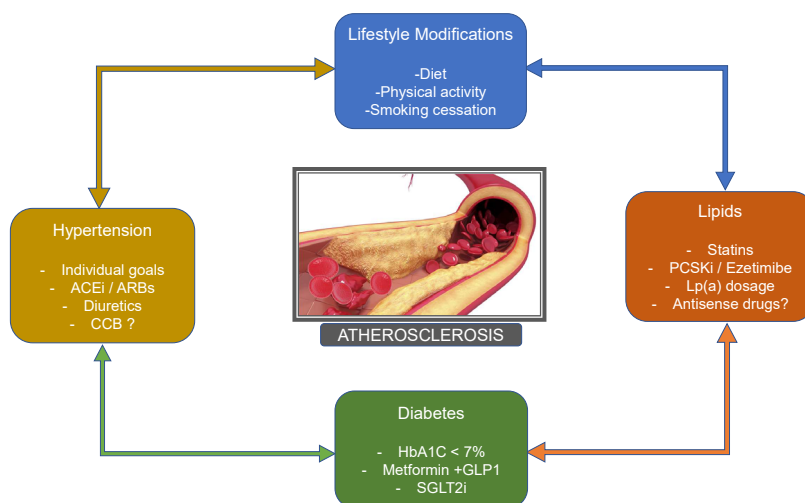 Lifestyle Modifications
-Diet
-Physical activity
-Smoking cessation
Hypertension
- Individual goals
- ACEi / ARBs
- Diuretics
- CCB ?
Lipids
- Statins
- PCSKi / Ezetimibe
- Lp(a) dosage
- Antisense drugs?
ATHEROSCLEROSIS
Diabetes
- HbA1C < 7%
- Metformin +GLP1
- SGLT2i